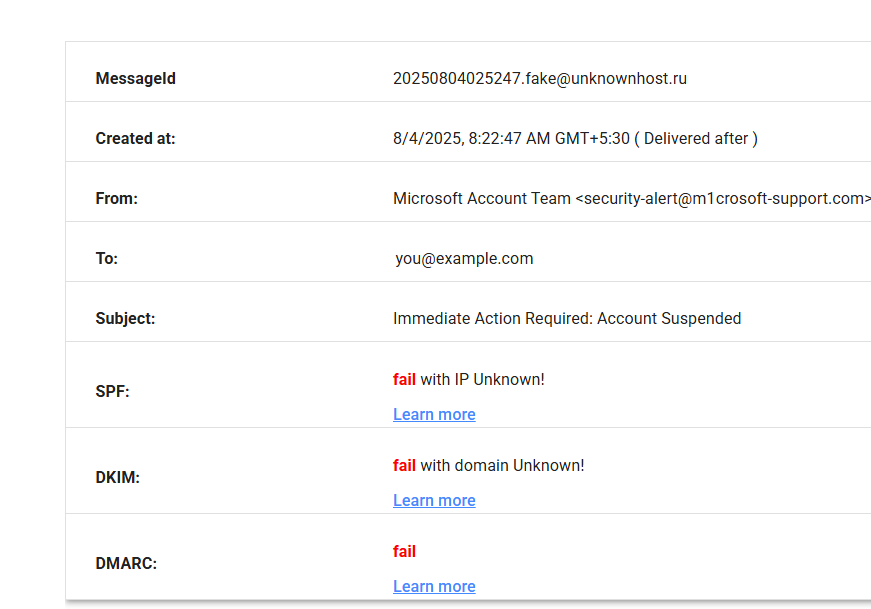 MessageId 20250804025247.fake@unknownhost.ru
Created at: 8/4/2025, 8:22:47 AM GMT+5:30 ( Delivered after )
From: Microsoft Account Team <security-alert@m1crosoft-support.com>
To: you@example.com
Subject: Immediate Action Required: Account Suspended
SPF: fail with IP Unknown!
Learn more
DKIM: fail with domain Unknown!
Learn more
DMARC: fail
Learn more